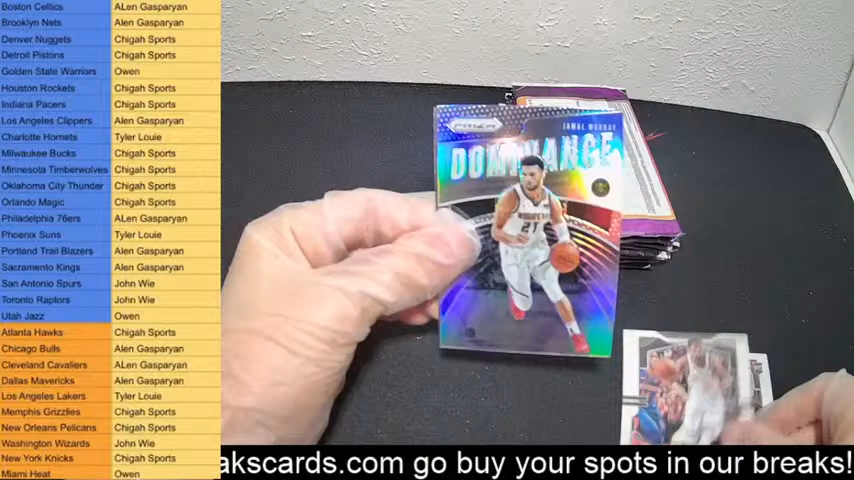 Boston Celtics ALen Gasparyan
Brooklyn Nets Alen Gasparyan
Denver Nuggets Chigah Sports
Detroit Pistons Chigah Sports
Golden State Warriors Owen
Houston Rockets Chigah Sports
Indiana Pacers Chigah Sports
Los Angeles Clippers Alen Gasparyan
Charlotte Hornets Tyler Louie
Milwaukee Bucks Chigah Sports
Minnesota Timberwolves Chigah Sports
Oklahoma City Thunder Chigah Sports
Orlando Magic Chigah Sports
Philadelphia 76ers ALen Gasparyan
Phoenix Suns Tyler Louie
Portland Trail Blazers Alen Gasparyan
Sacramento Kings Alen Gasparyan
San Antonio Spurs John Wie
Toronto Raptors John Wie
Utah Jazz Owen
Atlanta Hawks Chigah Sports
Chicago Bulls Alen Gasparyan
Cleveland Cavaliers ALen Gasparyan
Dallas Mavericks Alen Gasparyan
Los Angeles Lakers Tyler Louie
Memphis Grizzlies Chigah Sports
New Orleans Pelicans Chigah Sports
Washington Wizards John Wie
New York Knicks Chigah Sports
Miami Heat Owen
PRIZM
JAMAL MURRAY
DOMINANCE
21
akscards.com go buy your spots in our breaks!